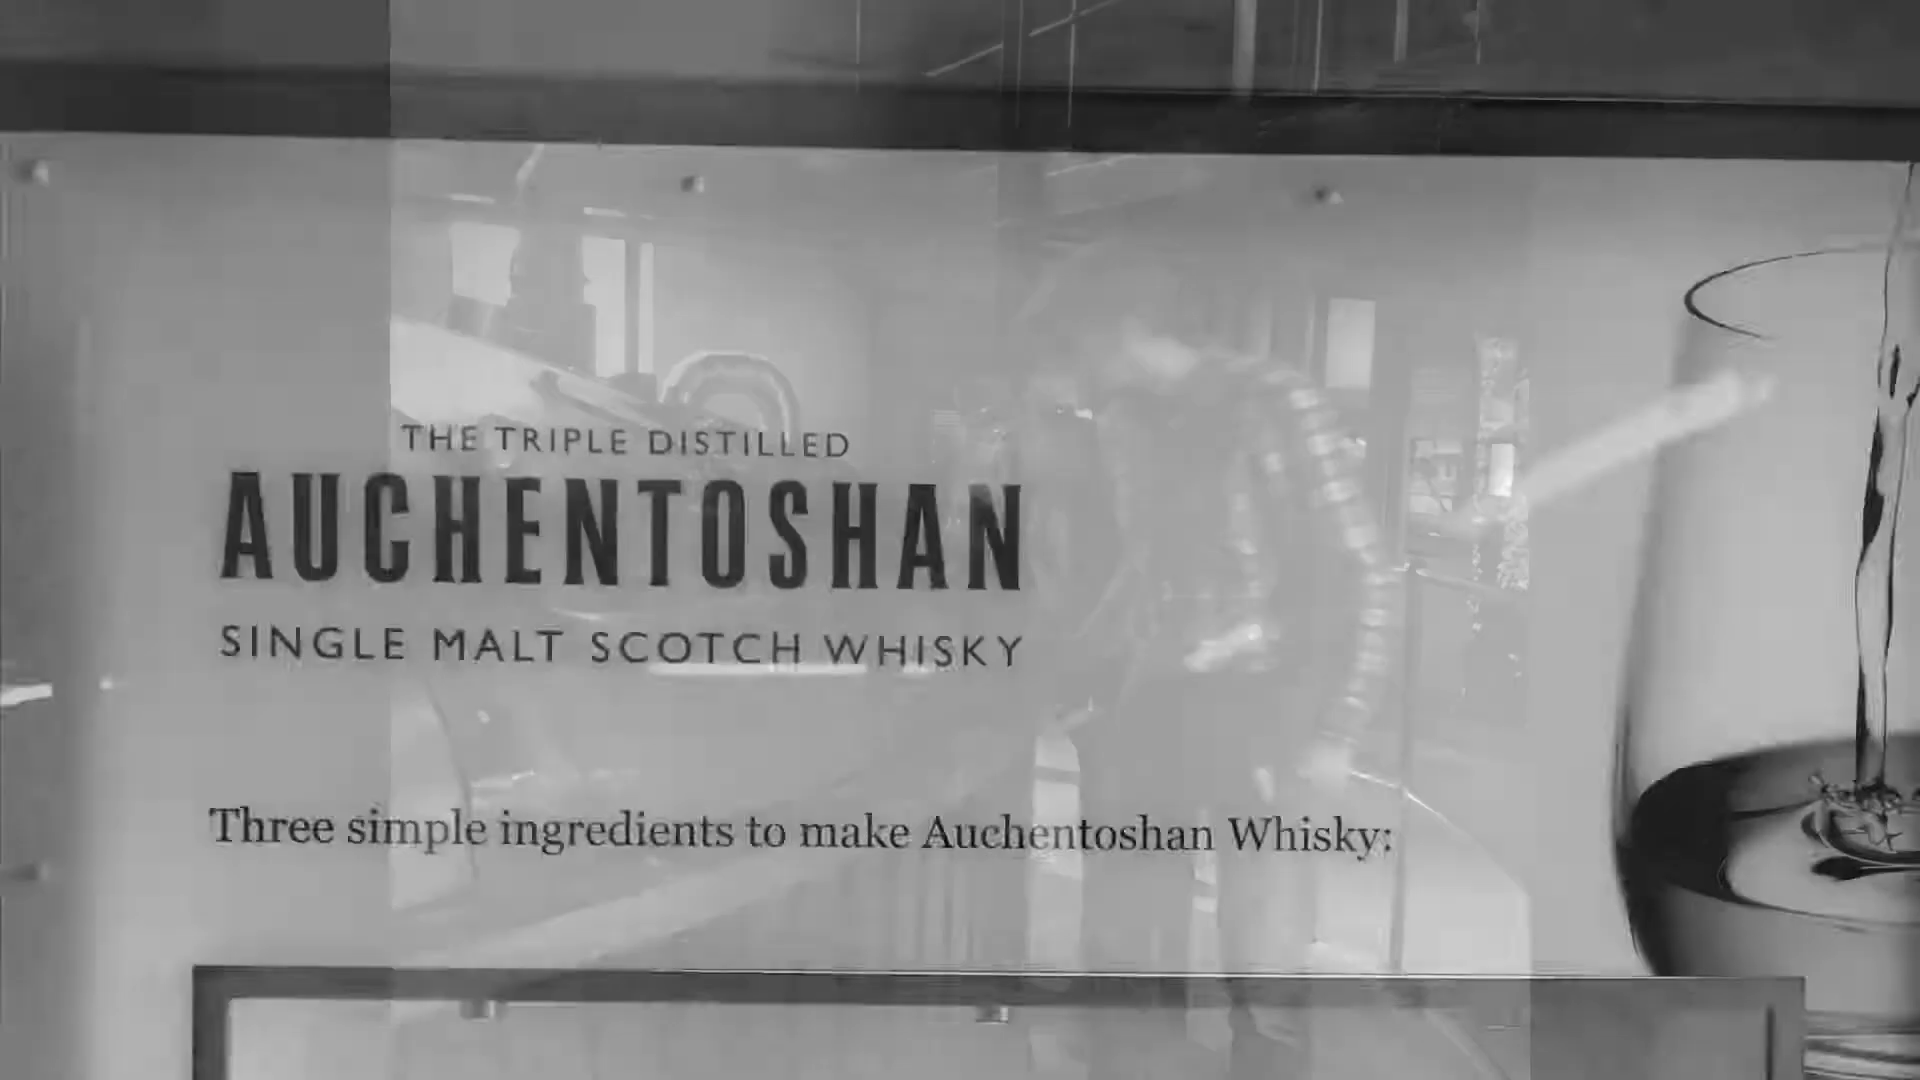 THE TRIPLE DISTILLED
AUCHENTOSHAN
SINGLE MALT SCOTCH WHISKY
Three simple ingredients to make Auchentoshan Whisky: